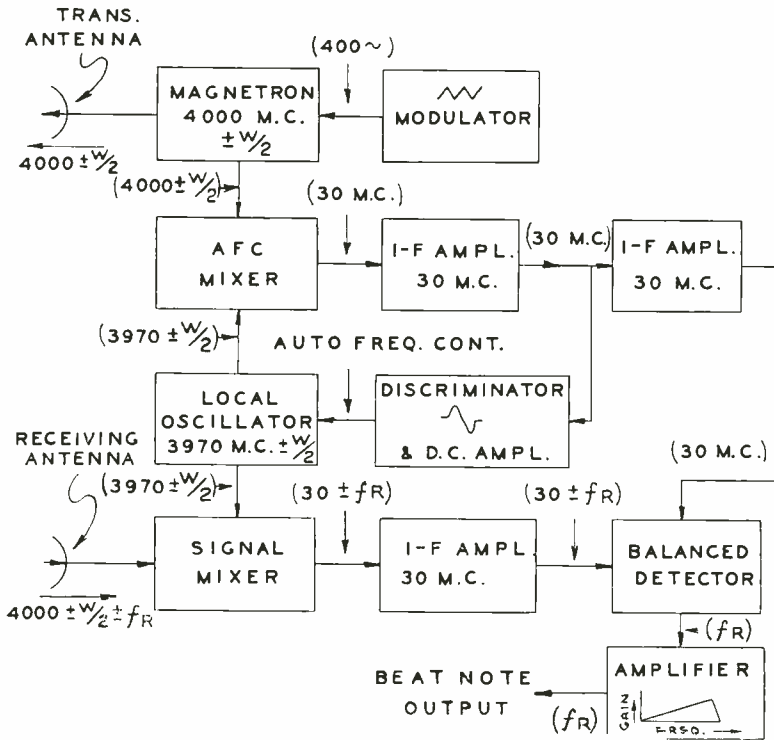 TRANS.
ANTENNA
(400~)
MAGNETRON
4000 M.C.
± W/2
MODULATOR
4000 ± W/2
(4000 ± W/2)
(30 M.C.)
AFC
MIXER
I-F AMPL.
30 M.C.
(30 M.C.)
I-F AMPL.
30 M.C.
(3970 ± W/2)
AUTO FREQ. CONT.
LOCAL
OSCILLATOR
3970 M.C. ± W/2
DISCRIMINATOR
& D.C. AMPL.
RECEIVING
ANTENNA
(3970 ± W/2)
(30 ± fR)
(30 ± fR)
(30 M.C.)
SIGNAL
MIXER
I-F AMPL.
30 M.C.
BALANCED
DETECTOR
4000 ± W/2 ± fR
(fR)
BEAT NOTE
OUTPUT
(fR)
AMPLIFIER
GAIN
FREQ.